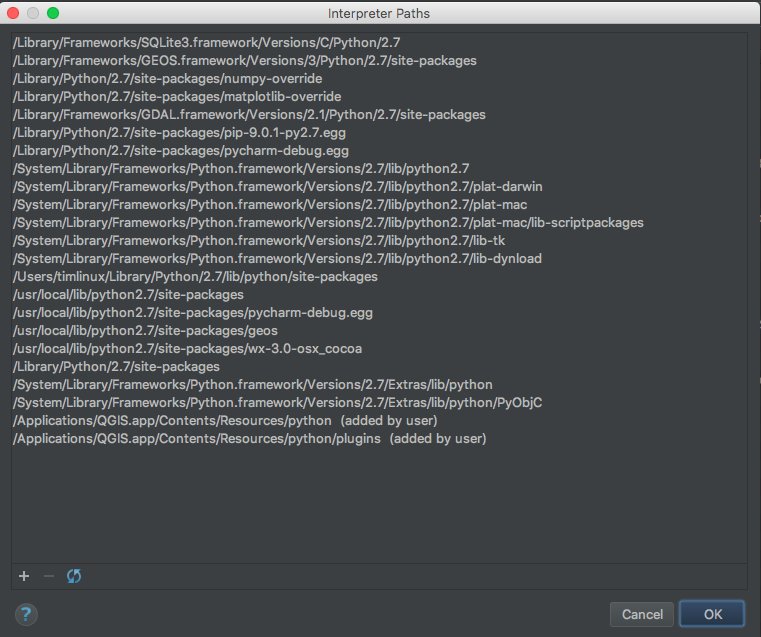 Interpreter Paths
/Library/Frameworks/SQLite3.framework/Versions/C/Python/2.7
/Library/Frameworks/GEOS.framework/Versions/3/Python/2.7/site-packages
/Library/Python/2.7/site-packages/numpy-override
/Library/Python/2.7/site-packages/matplotlib-override
/Library/Frameworks/GDAL.framework/Versions/2.1/Python/2.7/site-packages
/Library/Python/2.7/site-packages/pip-9.0.1-py2.7.egg
/Library/Python/2.7/site-packages/pycharm-debug.egg
/System/Library/Frameworks/Python.framework/Versions/2.7/lib/python2.7
/System/Library/Frameworks/Python.framework/Versions/2.7/lib/python2.7/plat-darwin
/System/Library/Frameworks/Python.framework/Versions/2.7/lib/python2.7/plat-mac
/System/Library/Frameworks/Python.framework/Versions/2.7/lib/python2.7/plat-mac/lib-scriptpackages
/System/Library/Frameworks/Python.framework/Versions/2.7/lib/python2.7/lib-tk
/System/Library/Frameworks/Python.framework/Versions/2.7/lib/python2.7/lib-dynload
/Users/timlinux/Library/Python/2.7/lib/python/site-packages
/usr/local/lib/python2.7/site-packages
/usr/local/lib/python2.7/site-packages/pycharm-debug.egg
/usr/local/lib/python2.7/site-packages/geos
/usr/local/lib/python2.7/site-packages/wx-3.0-osx_cocoa
/Library/Python/2.7/site-packages
/System/Library/Frameworks/Python.framework/Versions/2.7/Extras/lib/python
/System/Library/Frameworks/Python.framework/Versions/2.7/Extras/lib/python/PyObjC
/Applications/QGIS.app/Contents/Resources/python (added by user)
/Applications/QGIS.app/Contents/Resources/python/plugins (added by user)
?
Cancel
OK